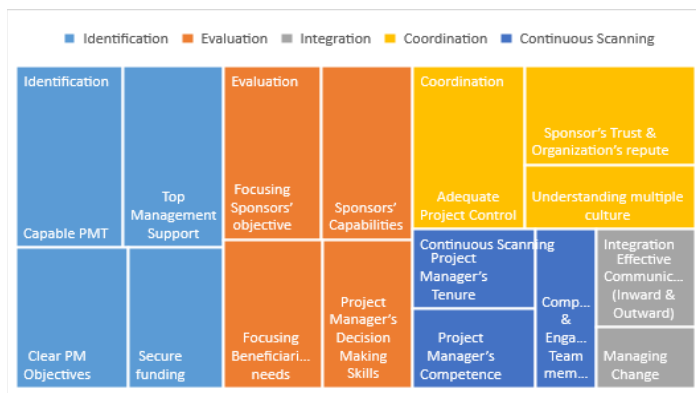 Identification Evaluation Integration Coordination Continuous Scanning
Identification
Capable PMT
Top
Management
Support
Clear PM
Objectives
Secure
funding
Evaluation
Focusing
Sponsors'
objective
Sponsors'
Capabilities
Focusing
Beneficiari...
needs
Project
Manager's
Decision
Making
Skills
Coordination
Adequate
Project Control
Sponsor's Trust &
Organization's repute
Understanding multiple
culture
Continuous Scanning
Project
Manager's
Tenure
Project
Manager's
Competence
Comp...
&
Enga...
Team
mem...
Integration
Effective
Communic...
(Inward &
Outward)
Managing
Change